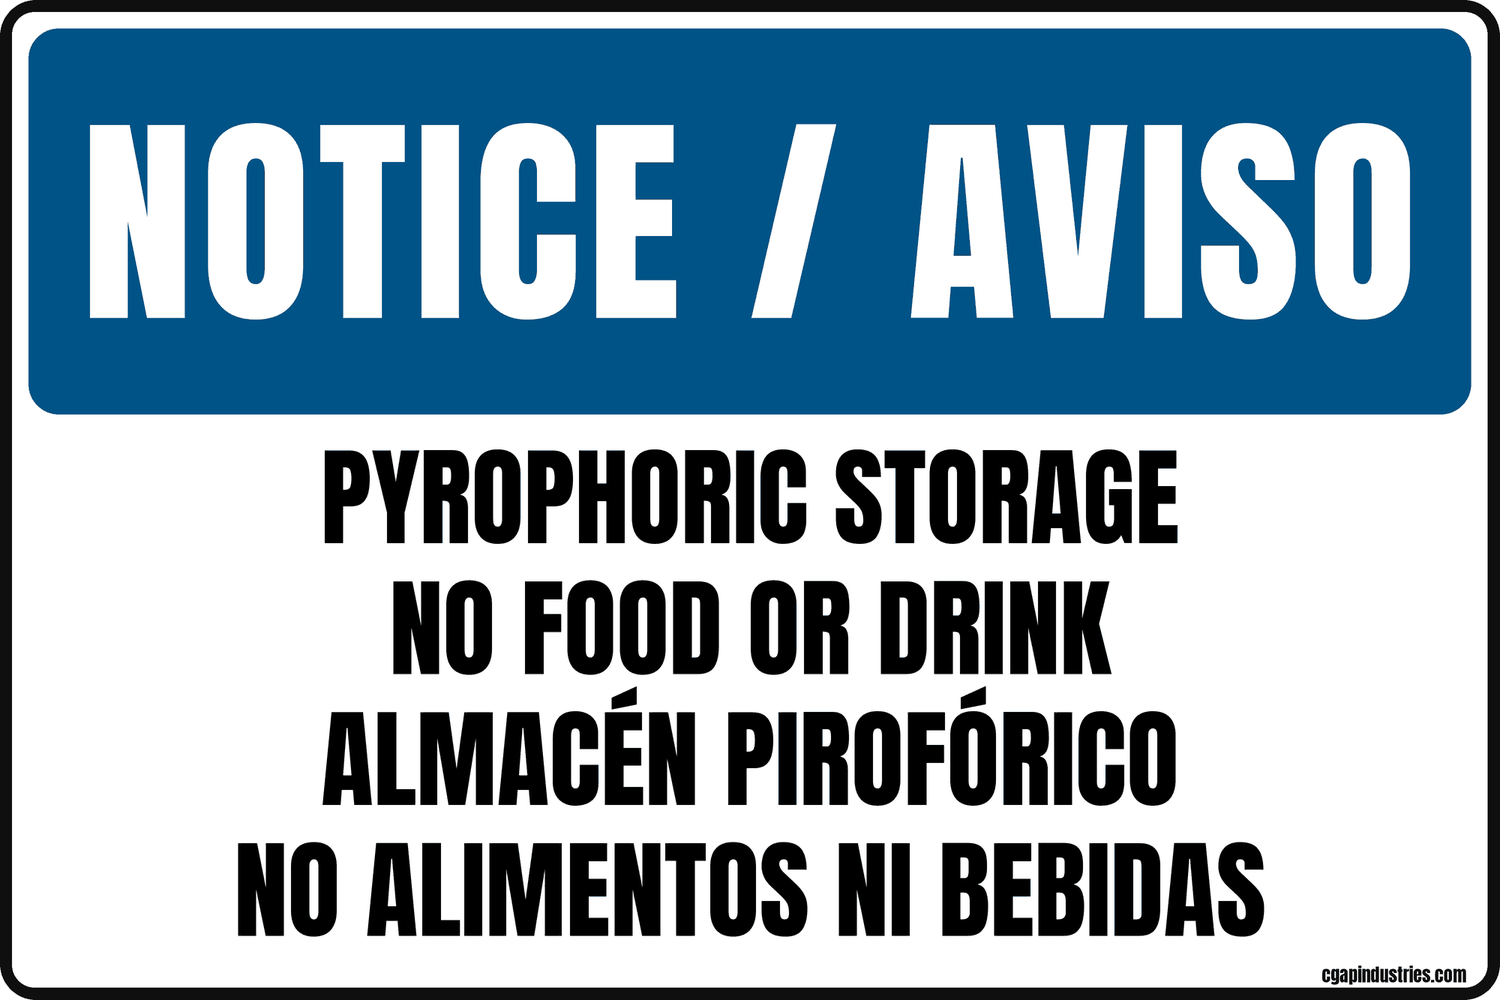 NOTICE / AVISO
PYROPHORIC STORAGE
NO FOOD OR DRINK
ALMACÉN PIROFÓRICO
NO ALIMENTOS NI BEBIDAS
cgapindustries.com